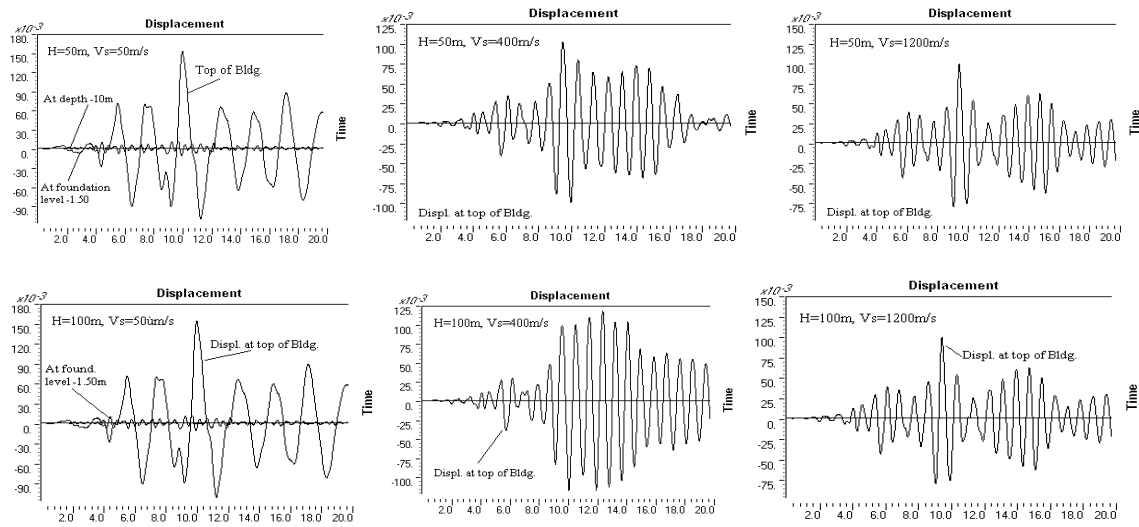 Displacement
x10-3
180.
150.
120.
90.
60.
30.
0.
-30.
-60.
-90.
H=50m, Vs=50m/s
Top of Bldg.
At depth -10m
At foundation
level -1.50
2.0 4.0 6.0 8.0 10.0 12.0 14.0 16.0 18.0 20.0
Time
Displacement
x10-3
125.
100.
75.
50.
25.
0.
-25.
-50.
-75.
-100.
H=50m, Vs=400m/s
Displ. at top of Bldg.
2.0 4.0 6.0 8.0 10.0 12.0 14.0 16.0 18.0 20.0
Time
Displacement
x10-3
150.
125.
100.
75.
50.
25.
0.
-25.
-50.
-75.
H=50m, Vs=1200m/s
Displ. at top of Bldg.
2.0 4.0 6.0 8.0 10.0 12.0 14.0 16.0 18.0 20.0
Time
Displacement
x10-3
180.
150.
120.
90.
60.
30.
0.
-30.
-60.
-90.
H=100m, Vs=50ùm/s
Displ. at top of Bldg.
At found.
level -1.50m
2.0 4.0 6.0 8.0 10.0 12.0 14.0 16.0 18.0 20.0
Time
Displacement
x10-3
125.
100.
75.
50.
25.
0.
-25.
-50.
-75.
-100.
H=100m, Vs=400m/s
Displ. at top of Bldg.
2.0 4.0 6.0 8.0 10.0 12.0 14.0 16.0 18.0 20.0
Time
Displacement
x10-3
150.
125.
100.
75.
50.
25.
0.
-25.
-50.
-75.
H=100m, Vs=1200m/s
Displ. at top of Bldg.
2.0 4.0 6.0 8.0 10.0 12.0 14.0 16.0 18.0 20.0
Time